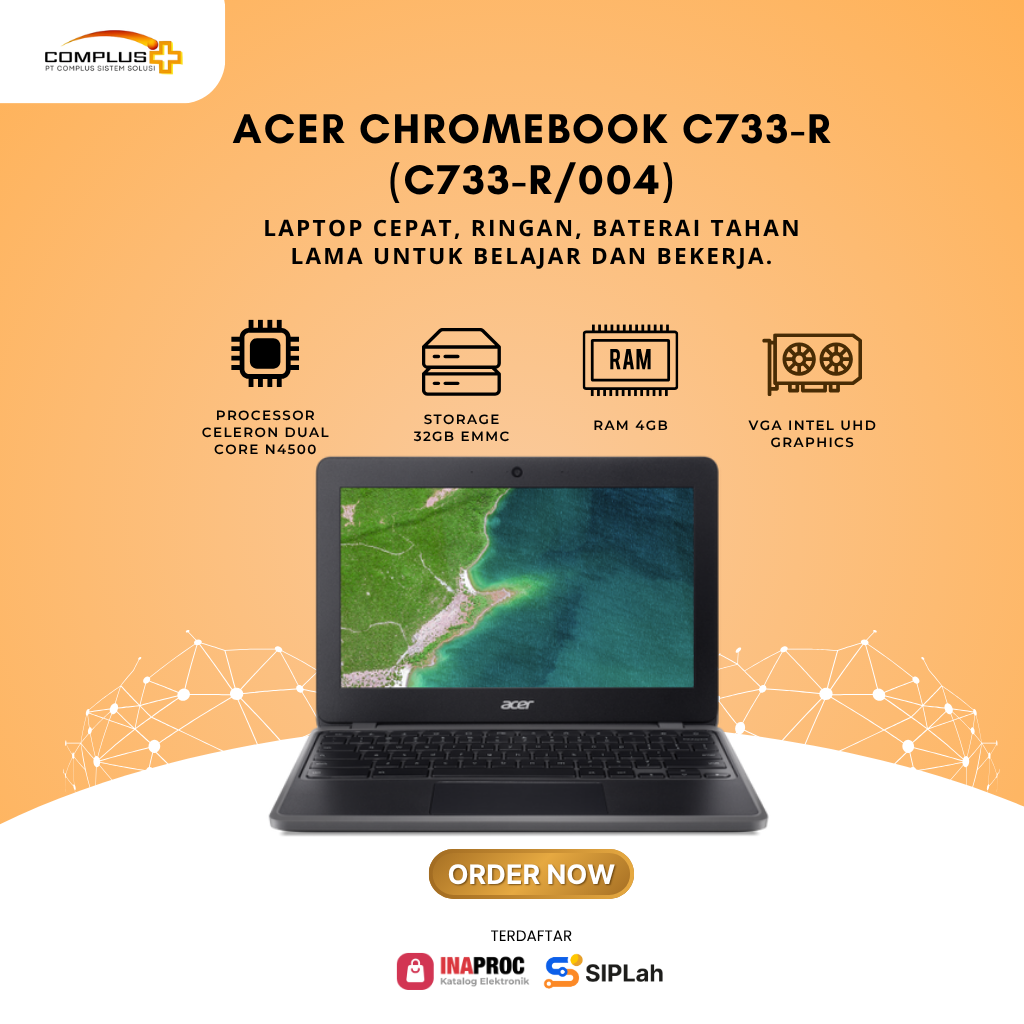 COMPLUS
PT COMPLUS SISTEM SOLUSI
ACER CHROMEBOOK C733-R
(C733-R/004)
LAPTOP CEPAT, RINGAN, BATERAI TAHAN
LAMA UNTUK BELAJAR DAN BEKERJA.
RAM
PROCESSOR
CELERON DUAL
CORE N4500
STORAGE
32GB EMMC
RAM 4GB
VGA INTEL UHD
GRAPHICS
acer
ORDER NOW
TERDAFTAR
INAPROC
Katalog Elektronik
SIPLah